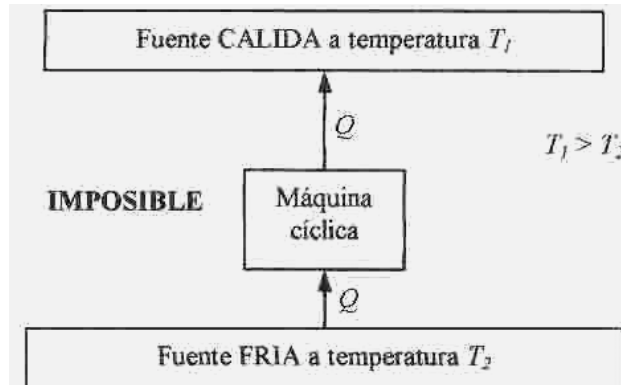 Fuente CALIDA a temperatura T₁
Q
T₁ > T₂
IMPOSIBLE
Máquina
cíclica
Q
Fuente FRIA a temperatura T₂